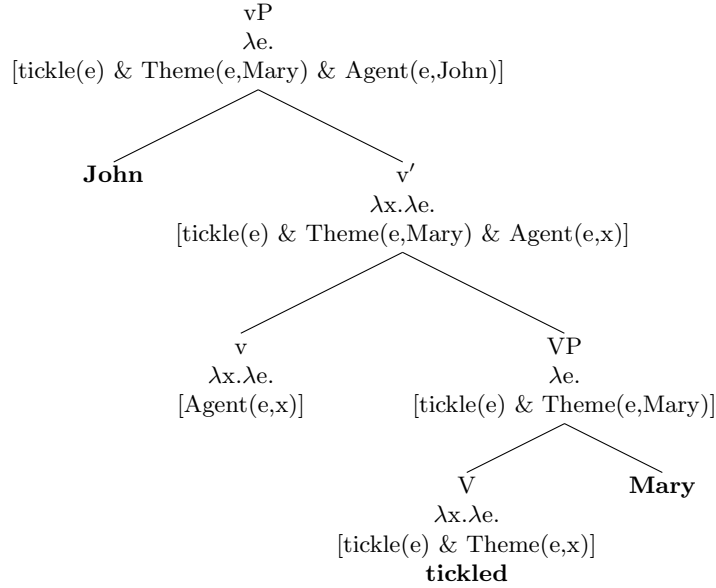 vP
λe.
[tickle(e) & Theme(e,Mary) & Agent(e,John)]
John
v′
λx.λe.
[tickle(e) & Theme(e,Mary) & Agent(e,x)]
v
λx.λe.
[Agent(e,x)]
VP
λe.
[tickle(e) & Theme(e,Mary)]
V
λx.λe.
[tickle(e) & Theme(e,x)]
tickled
Mary